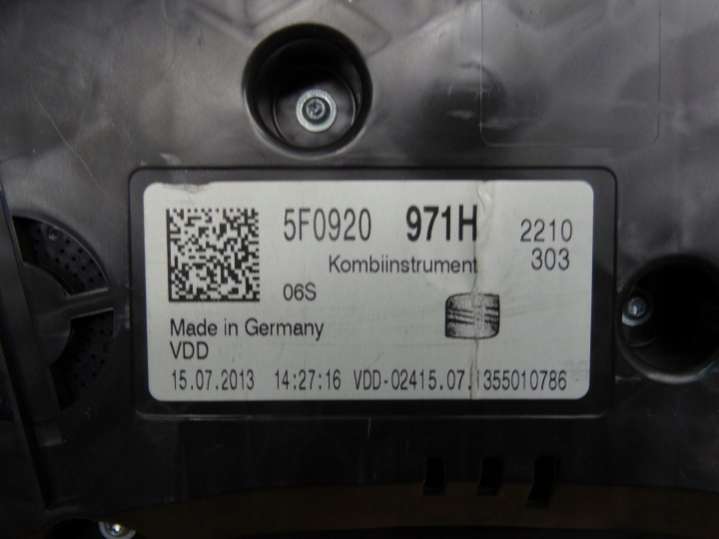 5F0920 971H 2210
Kombiinstrument 303
06S
Made in Germany
VDD
15.07.2013 14:27:16 VDD-02415.07.1355010786